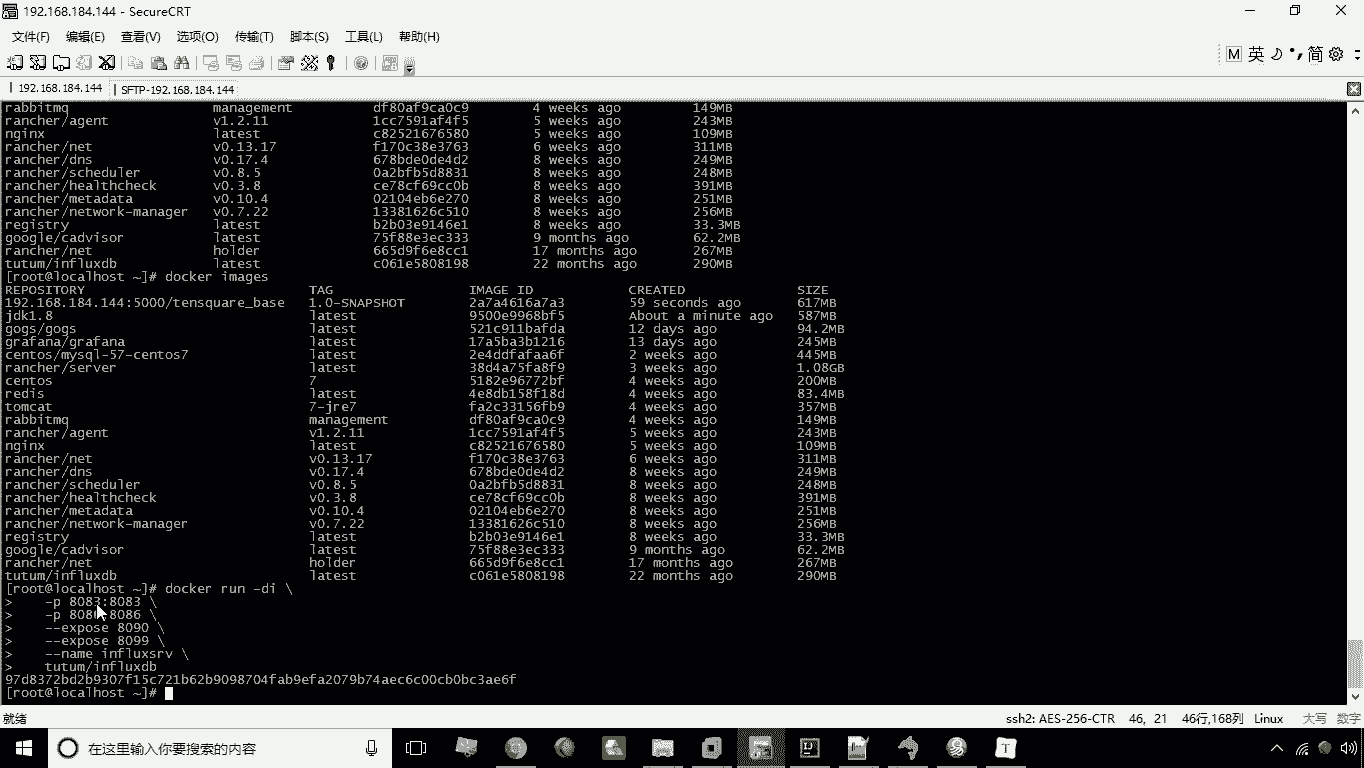 192.168.184.144 - SecureCRT
文件(F) 编辑(E) 查看(V) 选项(O) 传输(T) 脚本(S) 工具(L) 帮助(H)
M 英 简
192.168.184.144 SFTP-192.168.184.144
rabbitmq management df80af9ca0c9 4 weeks ago 149MB
rancher/agent v1.2.11 1cc7591af4f5 5 weeks ago 243MB
nginx latest c82521676580 5 weeks ago 109MB
rancher/net v0.13.17 f170c38e3763 6 weeks ago 311MB
rancher/dns v0.17.4 678bde0de4d2 8 weeks ago 249MB
rancher/scheduler v0.8.5 0a2bfb5d8831 8 weeks ago 248MB
rancher/healthcheck v0.3.8 ce78cf69cc0b 8 weeks ago 391MB
rancher/metadata v0.10.4 02104eb6e270 8 weeks ago 251MB
rancher/network-manager v0.7.22 13381626c510 8 weeks ago 256MB
registry latest b2b03e9146e1 8 weeks ago 33.3MB
google/cadvisor latest 75f88e3ec333 9 months ago 62.2MB
rancher/net holder 665d9f6e8cc1 17 months ago 267MB
tutum/influxdb latest c061e5808198 22 months ago 290MB
[root@localhost ~]# docker images
REPOSITORY TAG IMAGE ID CREATED SIZE
192.168.184.144:5000/tensquare_base 1.0-SNAPSHOT 2a7a4616a7a3 59 seconds ago 617MB
jdk1.8 latest 9500e9968bf5 About a minute ago 587MB
gogs/gogs latest 521c911bafda 12 days ago 94.2MB
grafana/grafana latest 17a5ba3b1216 13 days ago 245MB
centos/mysql-57-centos7 latest 2e4ddfafaa6f 2 weeks ago 445MB
rancher/server latest 38d4a75fa8f9 3 weeks ago 1.08GB
centos 7 5182e96772bf 4 weeks ago 200MB
redis latest 4e8db158f18d 4 weeks ago 83.4MB
tomcat 7-jre7 fa2c33156fb9 4 weeks ago 357MB
rabbitmq management df80af9ca0c9 4 weeks ago 149MB
rancher/agent v1.2.11 1cc7591af4f5 5 weeks ago 243MB
nginx latest c82521676580 5 weeks ago 109MB
rancher/net v0.13.17 f170c38e3763 6 weeks ago 311MB
rancher/dns v0.17.4 678bde0de4d2 8 weeks ago 249MB
rancher/scheduler v0.8.5 0a2bfb5d8831 8 weeks ago 248MB
rancher/healthcheck v0.3.8 ce78cf69cc0b 8 weeks ago 391MB
rancher/metadata v0.10.4 02104eb6e270 8 weeks ago 251MB
rancher/network-manager v0.7.22 13381626c510 8 weeks ago 256MB
registry latest b2b03e9146e1 8 weeks ago 33.3MB
google/cadvisor latest 75f88e3ec333 9 months ago 62.2MB
rancher/net holder 665d9f6e8cc1 17 months ago 267MB
tutum/influxdb latest c061e5808198 22 months ago 290MB
[root@localhost ~]# docker run -di \
> -p 8083:8083 \
> -p 8086:8086 \
> --expose 8090 \
> --expose 8099 \
> --name influxsrv \
> tutum/influxdb
97d8372bd2b9307f15c721b62b9098704fab9efa2079b74aec6c00cb0bc3ae6f
[root@localhost ~]#
就绪 ssh2: AES-256-CTR 46, 21 46行,168列 Linux 大写 数字
在这里输入你要搜索的内容
T